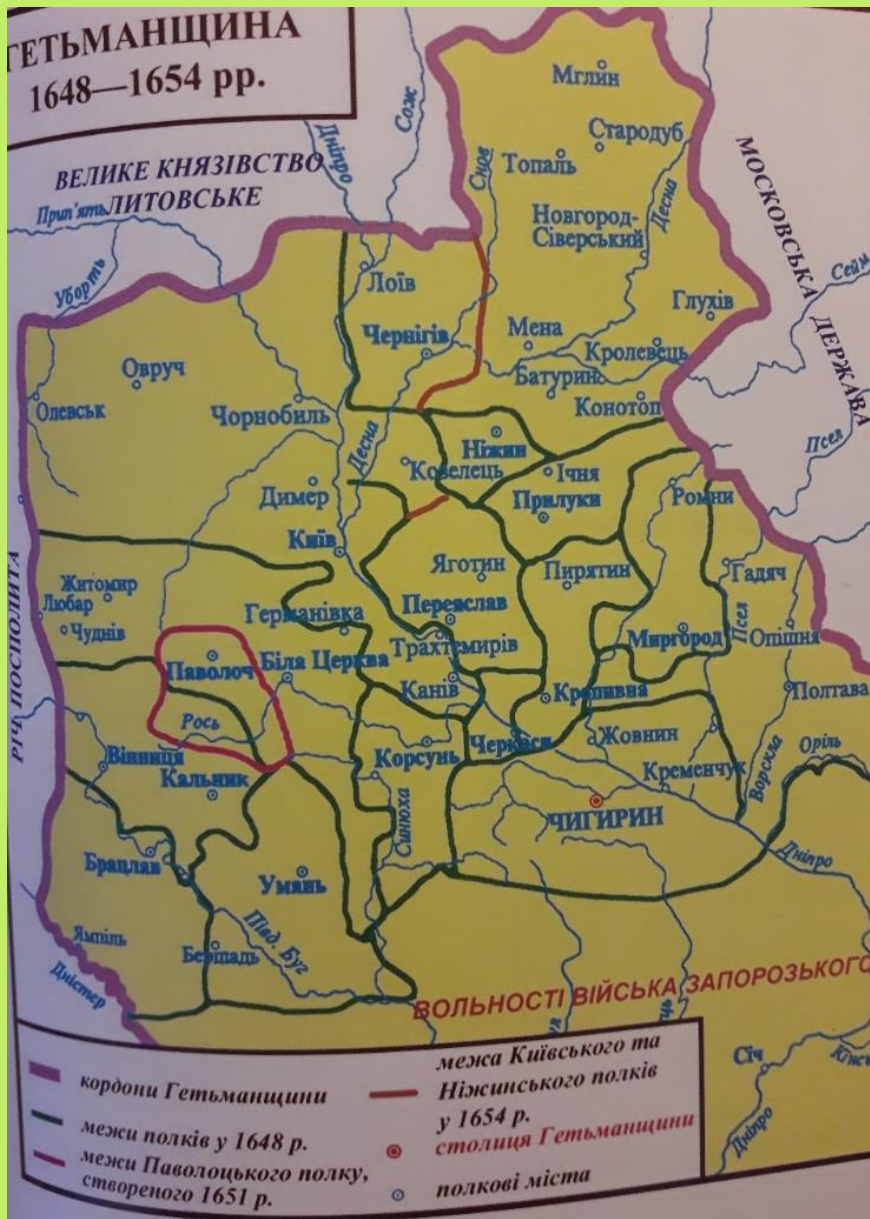 ГЕТЬМАНЩИНА
1648—1654 рр.
ВЕЛИКЕ КНЯЗІВСТВО
ЛИТОВСЬКЕ
Прип'ять
Дніпро
Сож
Снов
Мглин
Стародуб
Топаль
Новгород-
Сіверський
Десна
МОСКОВСЬКА ДЕРЖАВА
Сейм
Убортъ
Лоїв
Глухів
Чернігів
Мена
Кролевець
Батурин
Конотоп
Овруч
Олевськ
Чорнобиль
Десна
Псел
Ніжин
Козелець
Ічня
Прилуки
Ромни
Димер
Київ
Яготин
Пирятин
Гадяч
РІЧ ПОСПОЛИТА
Житомир
Любар
Чуднів
Германівка
Переяслав
Трахтемирів
Миргород
Псел
Опішня
Паволоч
Біла Церква
Канів
Кропивна
Полтава
Рось
Вінниця
Кальник
Корсунь
Черкаси
Жовнин
Кременчук
Ворскла
Оріль
Синюха
ЧИГИРИН
Дніпро
Брацлав
Умань
Півд. Буг
Ямпіль
Дністер
ВОЛЬНОСТІ ВІЙСЬКА ЗАПОРОЗЬКОГО
Січ
Дніпро
кордони Гетьманщини
межи полків у 1648 р.
межи Паволоцького полку,
створеного 1651 р.
межа Київського та
Ніжинського полків
у 1654 р.
столиця Гетьманщини
полкові міста